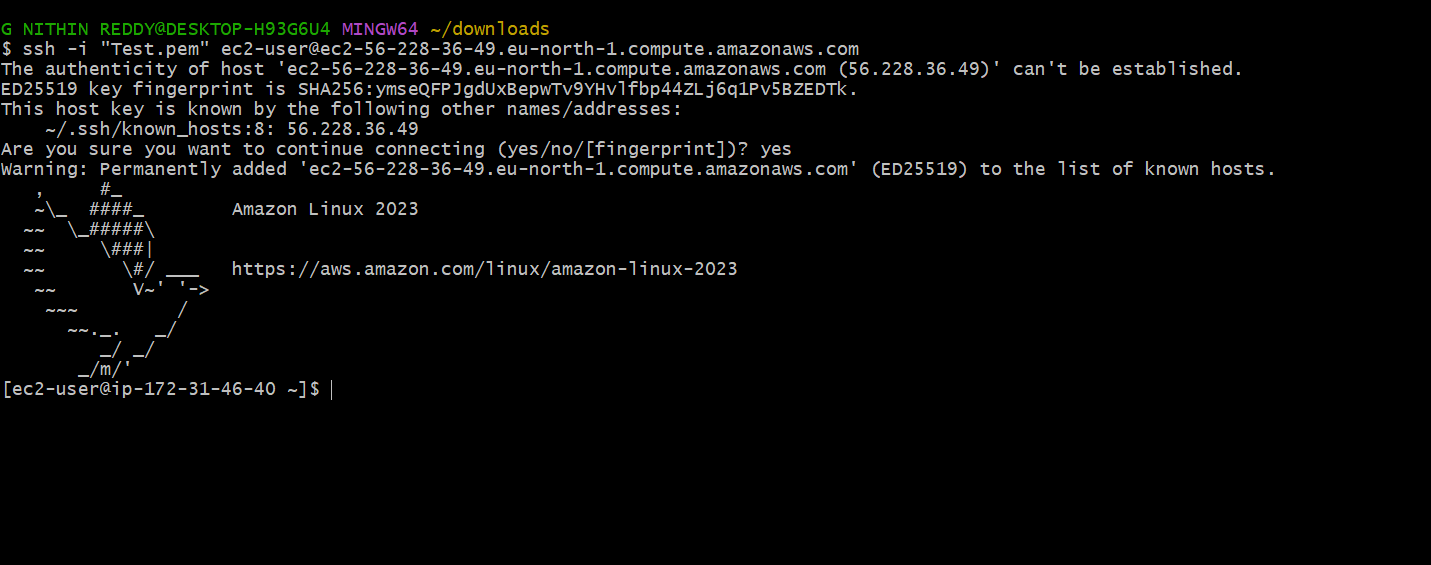 G NITHIN REDDY@DESKTOP-H93G6U4 MINGW64 ~/downloads
$ ssh -i "Test.pem" ec2-user@ec2-56-228-36-49.eu-north-1.compute.amazonaws.com
The authenticity of host 'ec2-56-228-36-49.eu-north-1.compute.amazonaws.com (56.228.36.49)' can't be established.
ED25519 key fingerprint is SHA256:ymseQFPJgdUxBepwTv9YHvlfbp44ZLj6q1Pv5BZEDTk.
This host key is known by the following other names/addresses:
    ~/.ssh/known_hosts:8: 56.228.36.49
Are you sure you want to continue connecting (yes/no/[fingerprint])? yes
Warning: Permanently added 'ec2-56-228-36-49.eu-north-1.compute.amazonaws.com' (ED25519) to the list of known hosts.
   ,     #_
   ~\_  ####_        Amazon Linux 2023
  ~~  \_#####\
  ~~     \###|
  ~~       \#/ ___   https://aws.amazon.com/linux/amazon-linux-2023
   ~~       V~' '->
    ~~~         /
      ~~._.   _/
         _/ _/
       _/m/'
[ec2-user@ip-172-31-46-40 ~]$